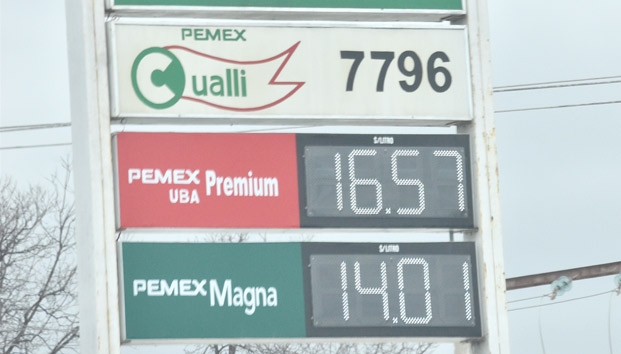 PEMEX
Cualli
7796
S/LITRO
PEMEX UBA Premium
16.57
S/LITRO
PEMEX Magna
14.01